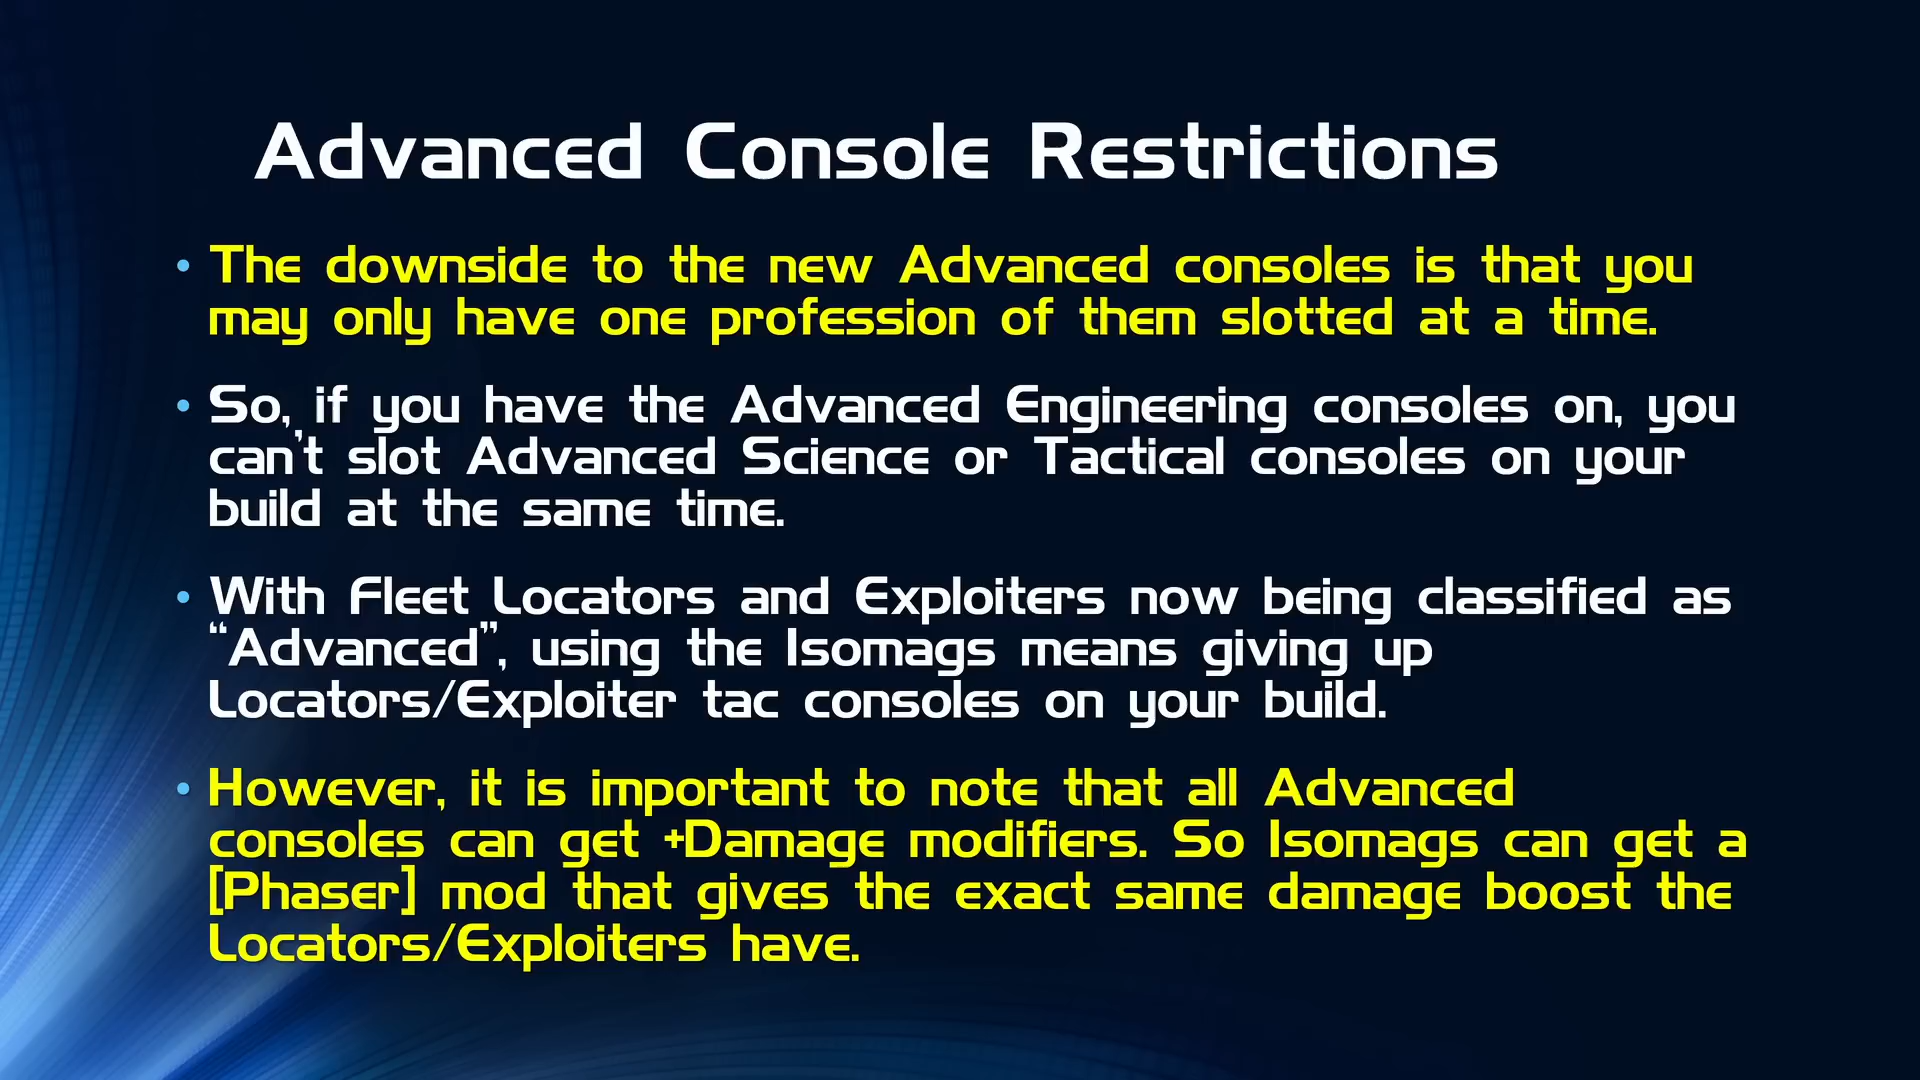 Advanced Console Restrictions
• The downside to the new Advanced consoles is that you
may only have one profession of them slotted at a time.
• So, if you have the Advanced Engineering consoles on, you
can't slot Advanced Science or Tactical consoles on your
build at the same time.
• With Fleet Locators and Exploiters now being classified as
“Advanced”, using the Isomags means giving up
Locators/Exploiter tac consoles on your build.
• However, it is important to note that all Advanced
consoles can get +Damage modifiers. So Isomags can get a
[Phaser] mod that gives the exact same damage boost the
Locators/Exploiters have.